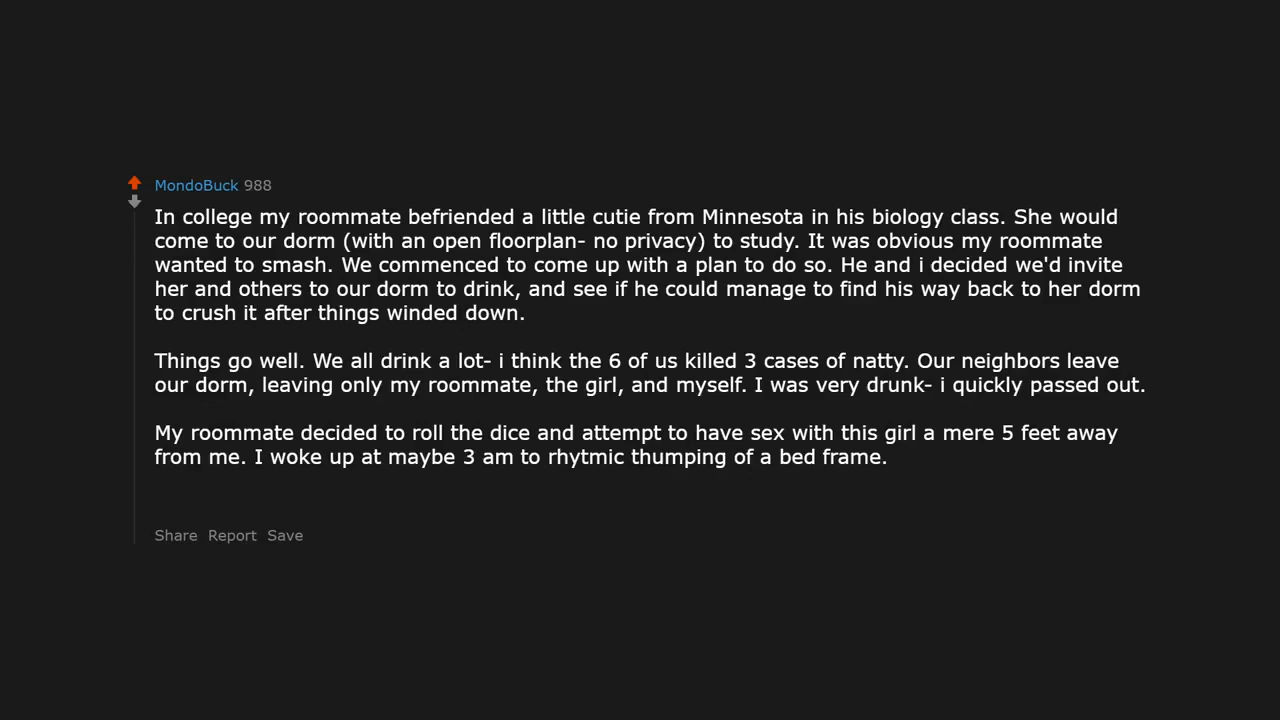 MondoBuck 988
In college my roommate befriended a little cutie from Minnesota in his biology class. She would
come to our dorm (with an open floorplan- no privacy) to study. It was obvious my roommate
wanted to smash. We commenced to come up with a plan to do so. He and i decided we'd invite
her and others to our dorm to drink, and see if he could manage to find his way back to her dorm
to crush it after things winded down.
Things go well. We all drink a lot- i think the 6 of us killed 3 cases of natty. Our neighbors leave
our dorm, leaving only my roommate, the girl, and myself. I was very drunk- i quickly passed out.
My roommate decided to roll the dice and attempt to have sex with this girl a mere 5 feet away
from me. I woke up at maybe 3 am to rhytmic thumping of a bed frame.
Share Report Save